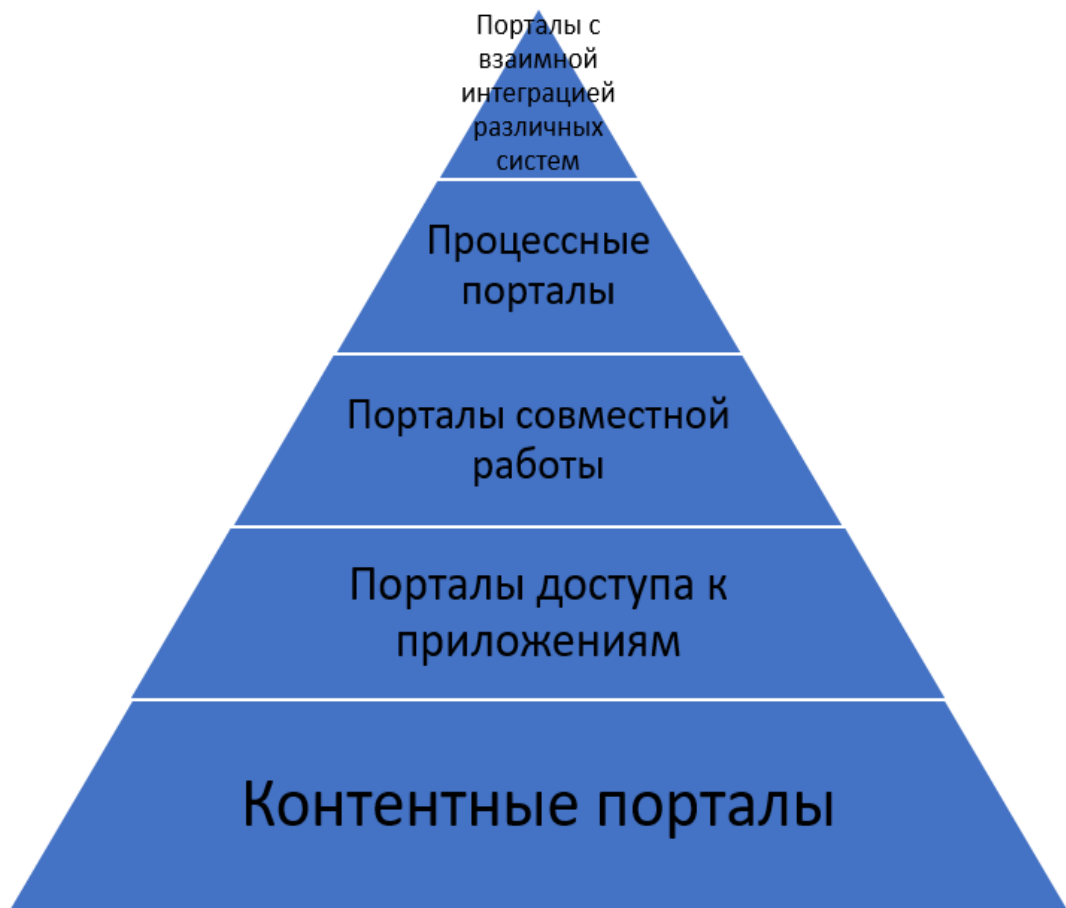 Порталы с
взаимной
интеграцией
различных
систем
Процессные
порталы
Порталы совместной
работы
Порталы доступа к
приложениям
Контентные порталы